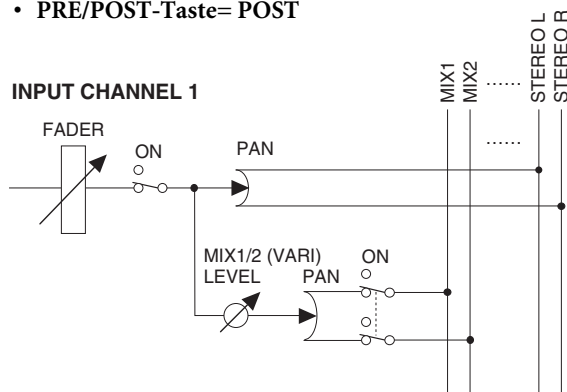 • PRE/POST-Taste= POST
MIX1
MIX2
......
STEREO L
STEREO R
INPUT CHANNEL 1
......
FADER
ON
PAN
MIX1/2 (VARI)
LEVEL
PAN
ON